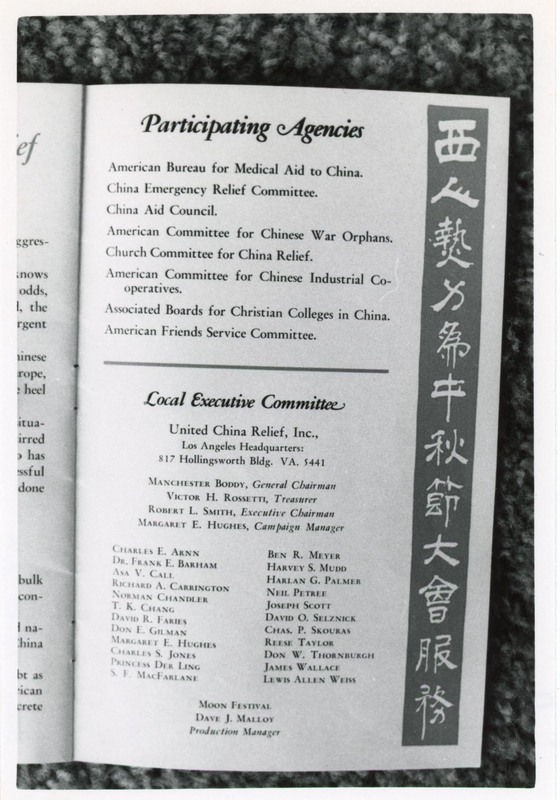 ief
ggres-
knows
odds,
d, the
rgent
hinese
rope,
heel
itua-
irred
has
ssful
done
bulk
con-
d na-
China
bt as
rican
crete
Participating Agencies
American Bureau for Medical Aid to China.
China Emergency Relief Committee.
China Aid Council.
American Committee for Chinese War Orphans.
Church Committee for China Relief.
American Committee for Chinese Industrial Co-
operatives.
Associated Boards for Christian Colleges in China.
American Friends Service Committee.
Local Executive Committee
United China Relief, Inc.,
Los Angeles Headquarters:
817 Hollingsworth Bldg. VA. 5441
MANCHESTER BODDY, General Chairman
VICTOR H. ROSSETTI, Treasurer
ROBERT L. SMITH, Executive Chairman
MARGARET E. HUGHES, Campaign Manager
CHARLES E. ARNN
DR. FRANK E. BARHAM
ASA V. CALL
RICHARD A. CARRINGTON
NORMAN CHANDLER
T. K. CHANG
DAVID R. FARIES
DON E. GILMAN
MARGARET E. HUGHES
CHARLES S. JONES
PRINCESS DER LING
S. F. MACFARLANE
BEN R. MEYER
HARVEY S. MUDD
HARLAN G. PALMER
NEIL PETREE
JOSEPH SCOTT
DAVID O. SELZNICK
CHAS. P. SKOURAS
REESE TAYLOR
DON W. THORNBURGH
JAMES WALLACE
LEWIS ALLEN WEISS
MOON FESTIVAL
DAVE J. MALLOY
Production Manager
西人力為中秋節大會服務